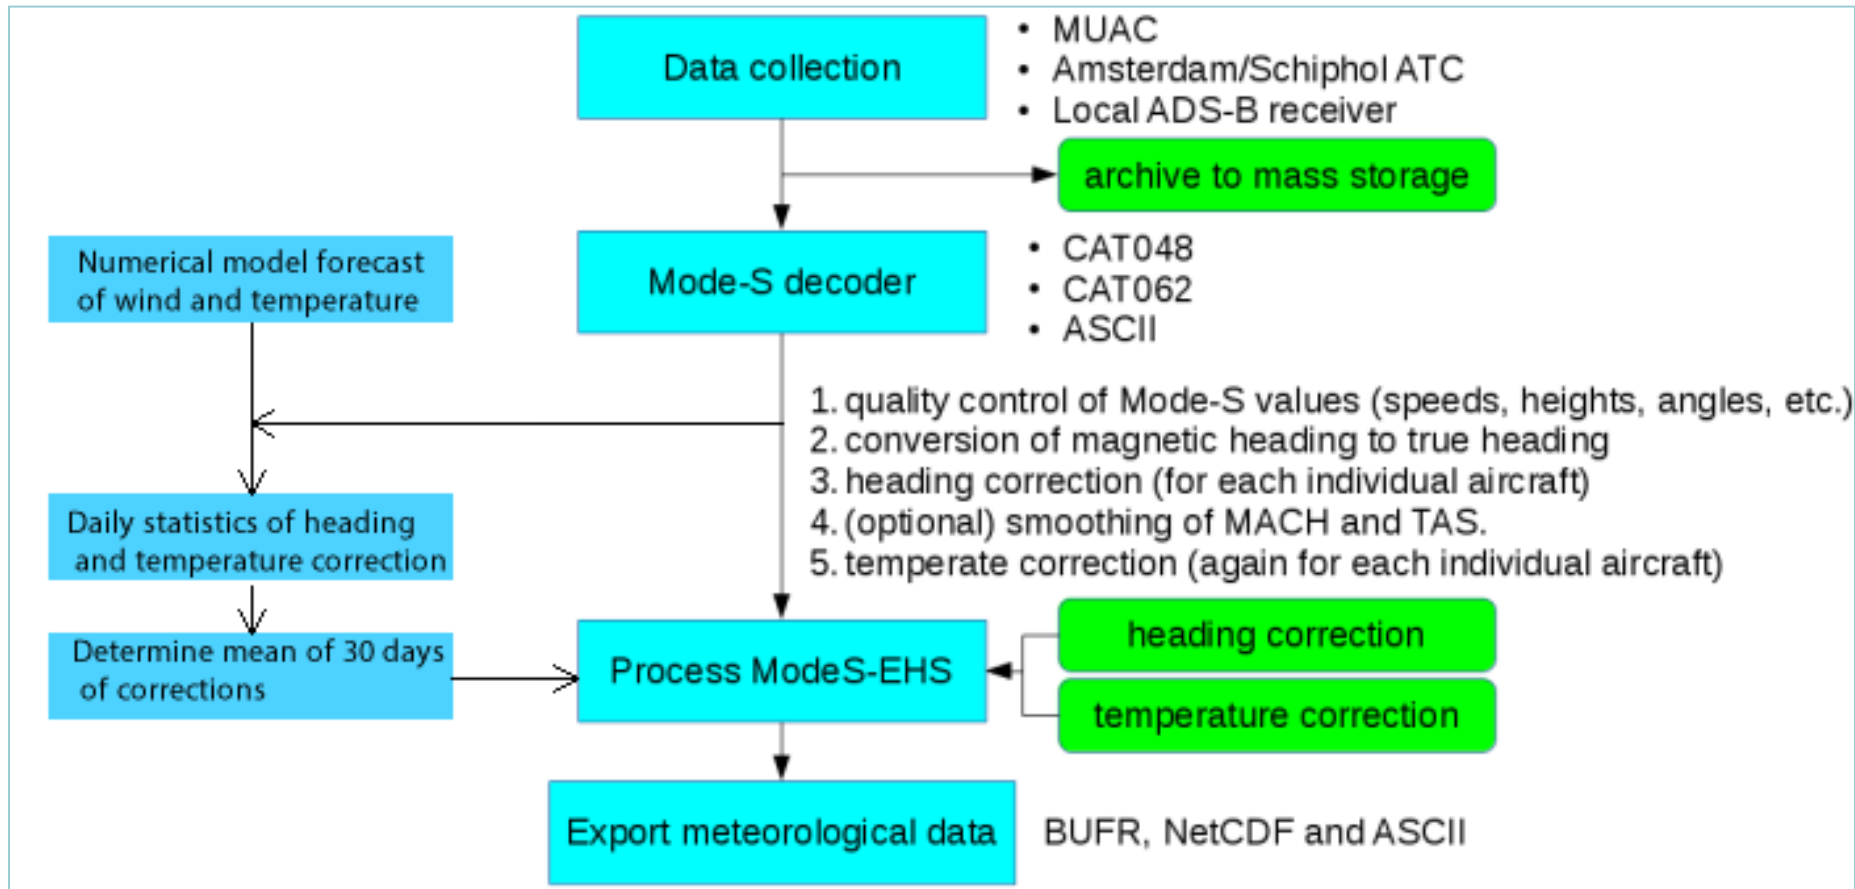 Data collection
• MUAC
• Amsterdam/Schiphol ATC
• Local ADS-B receiver
archive to mass storage
Numerical model forecast
of wind and temperature
Mode-S decoder
• CAT048
• CAT062
• ASCII
1. quality control of Mode-S values (speeds, heights, angles, etc.)
2. conversion of magnetic heading to true heading
3. heading correction (for each individual aircraft)
4. (optional) smoothing of MACH and TAS.
5. temperate correction (again for each individual aircraft)
Daily statistics of heading
and temperature correction
Determine mean of 30 days
of corrections
Process ModeS-EHS
heading correction
temperature correction
Export meteorological data
BUFR, NetCDF and ASCII